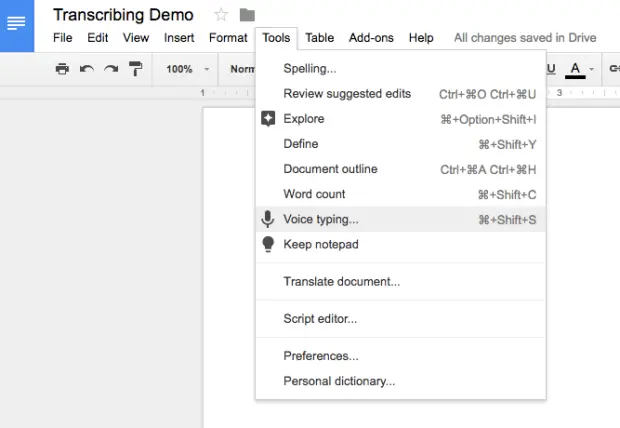 Transcribing Demo
File Edit View Insert Format Tools Table Add-ons Help All changes saved in Drive
100% Norm U A
1 3
Spelling...
Review suggested edits Ctrl+⌘O Ctrl+⌘U
Explore ⌘+Option+Shift+I
Define ⌘+Shift+Y
Document outline Ctrl+⌘A Ctrl+⌘H
Word count ⌘+Shift+C
Voice typing... ⌘+Shift+S
Keep notepad
Translate document...
Script editor...
Preferences...
Personal dictionary...